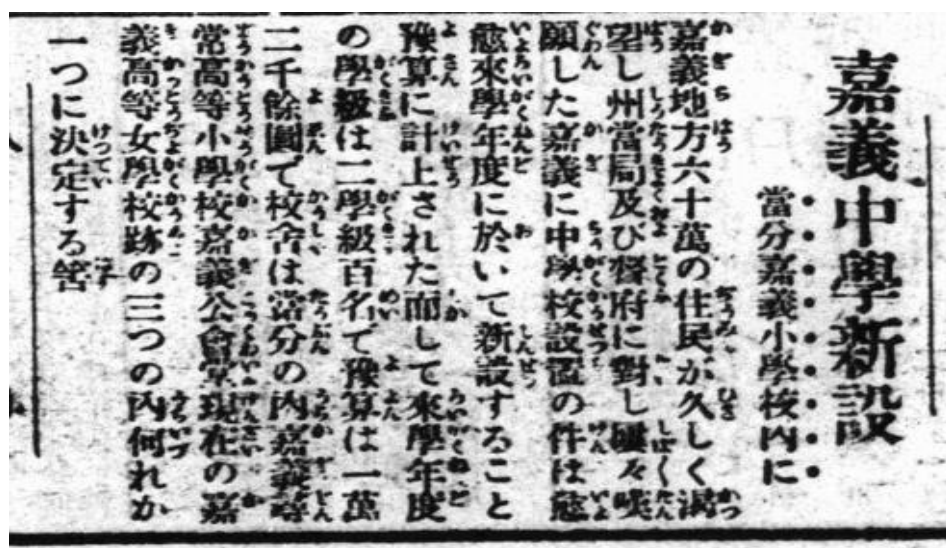 嘉義中學新設
當分嘉義小學校內に
嘉義地方六十萬の住民が久しく渴
望し州當局及び督府に對し屢々嘆
願した嘉義に中學校設置の件は愈
愈來學年度に於いて新設すること
豫算に計上された而して來學年度
の學級は二學級百名で豫算は一萬
二千餘圓で校舍は當分の內嘉義尋
常高等小學校嘉義公會堂現在の嘉
義高等女學校跡の三つの內何れか
一つに決定する筈